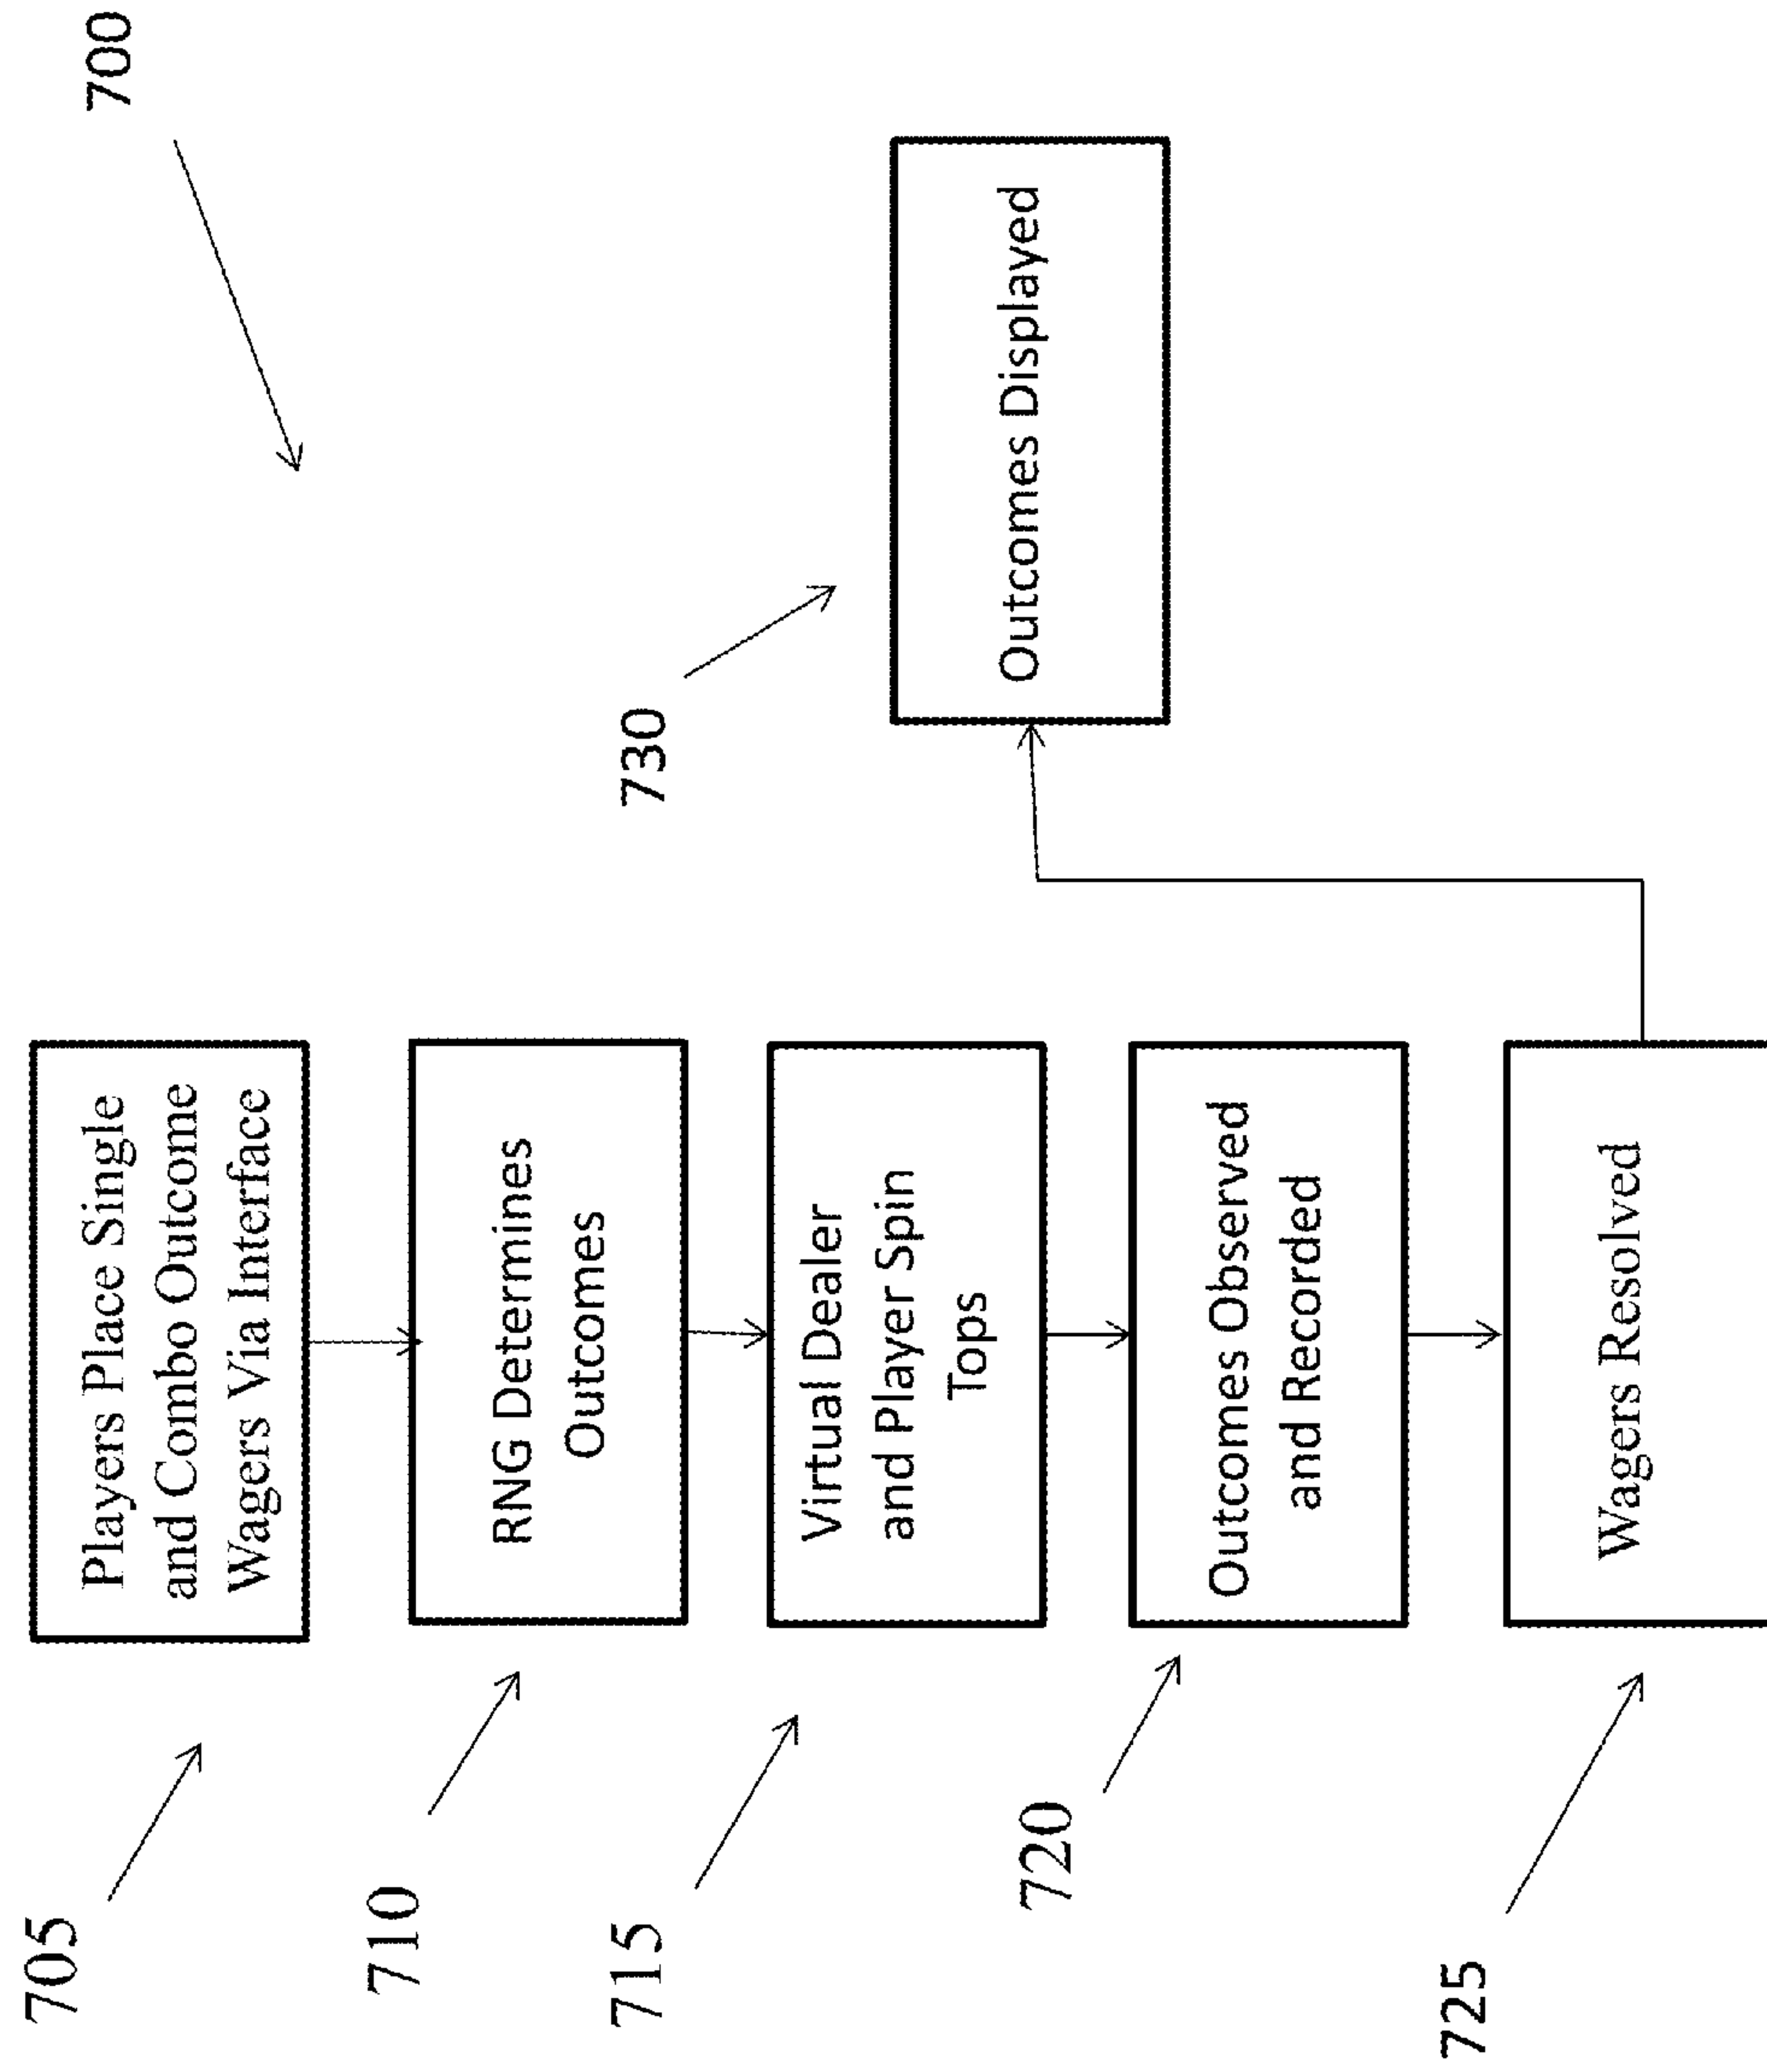 700
705
Players Place Single
and Combo Outcome
Wagers Via Interface
710
RNG Determines
Outcomes
715
Virtual Dealer
and Player Spin
Tops
720
Outcomes Observed
and Recorded
725
Wagers Resolved
730
Outcomes Displayed